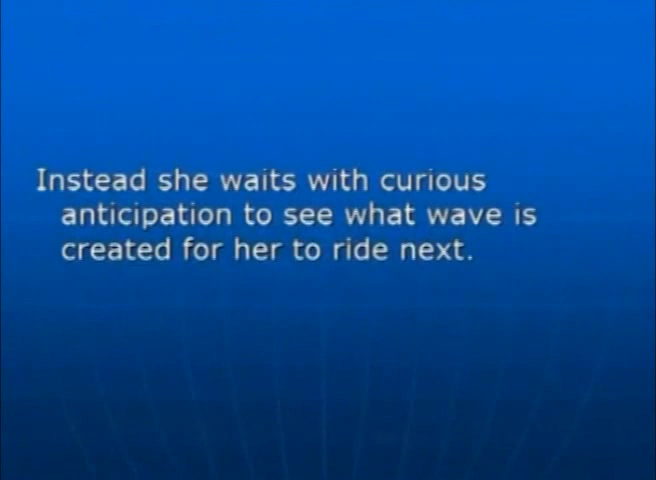 Instead she waits with curious
anticipation to see what wave is
created for her to ride next.